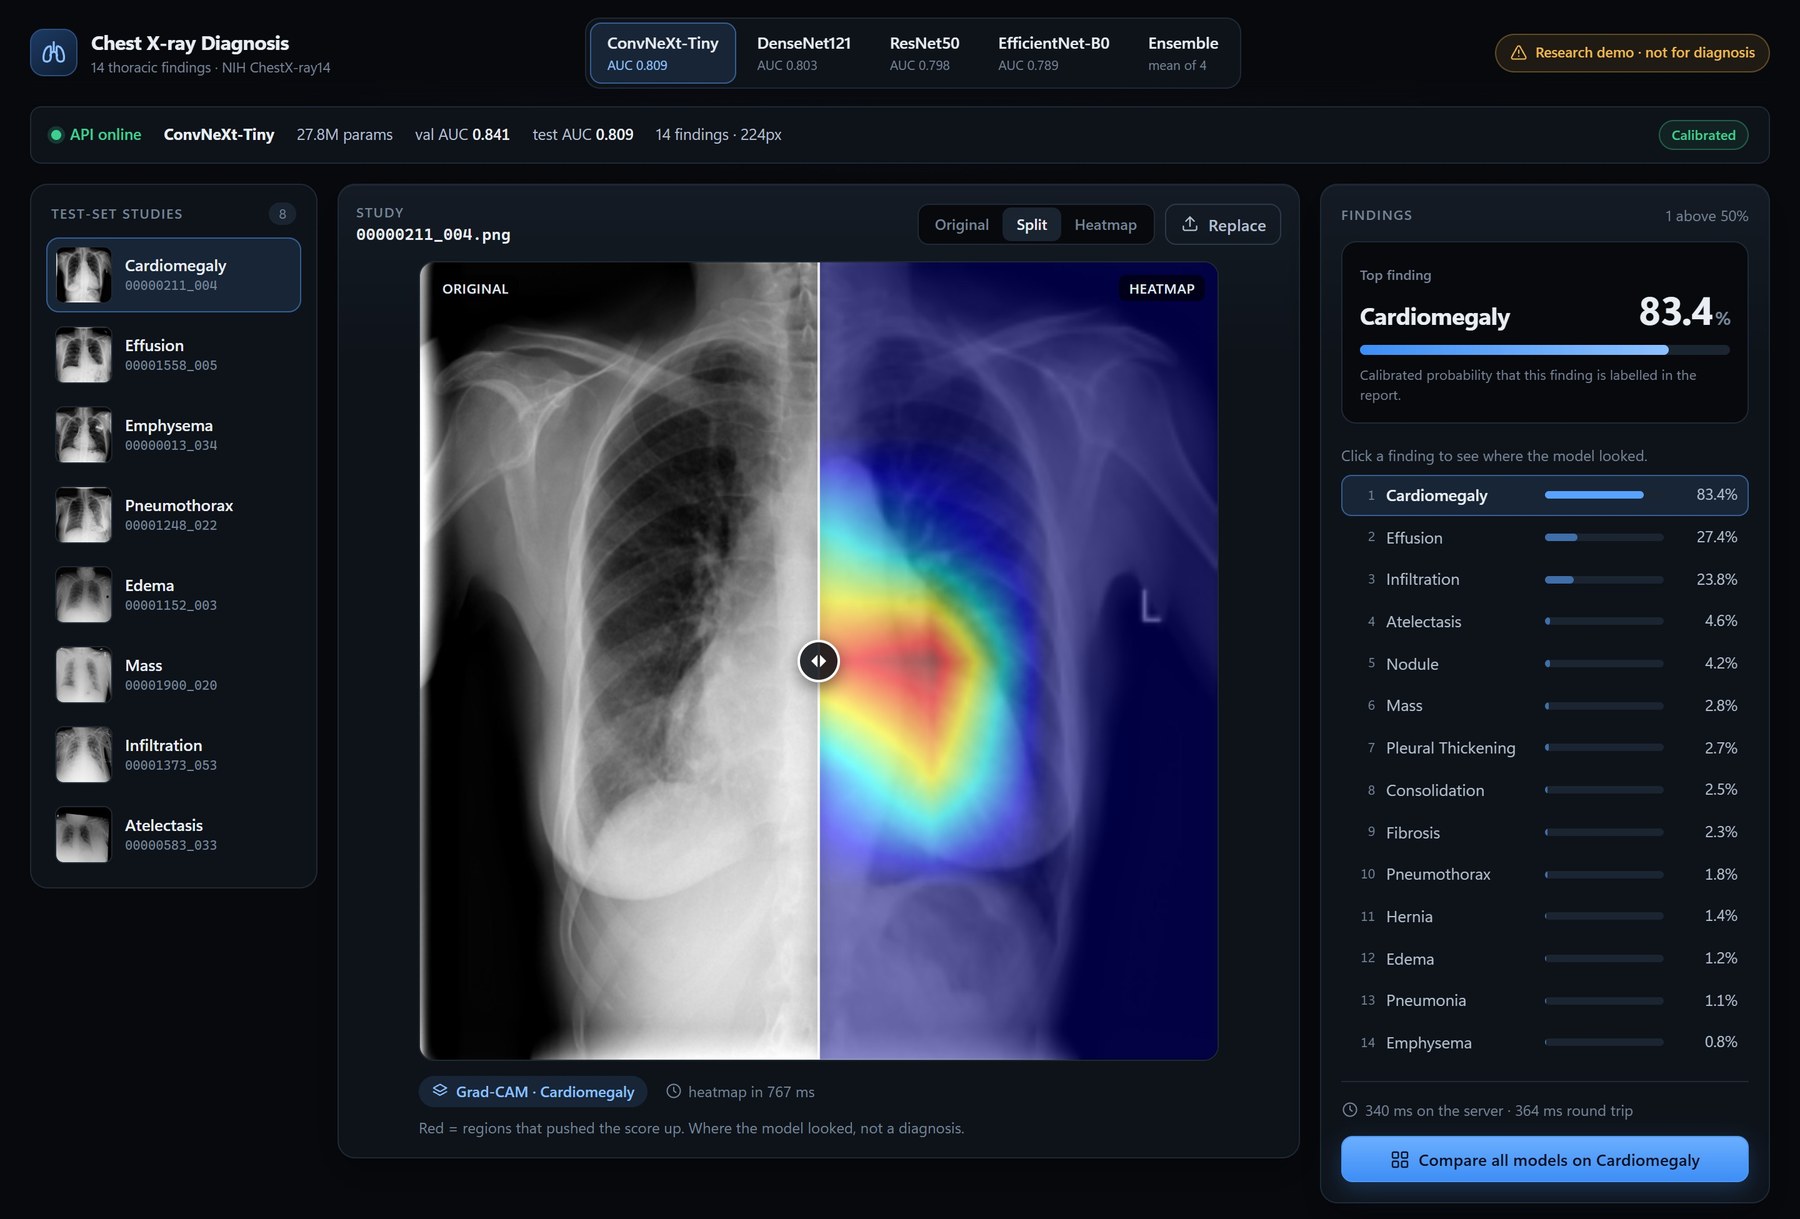 Chest X-ray Diagnosis
14 thoracic findings · NIH ChestX-ray14
ConvNeXt-Tiny
AUC 0.809
DenseNet121
AUC 0.803
ResNet50
AUC 0.798
EfficientNet-B0
AUC 0.789
Ensemble
mean of 4
Research demo · not for diagnosis
API online ConvNeXt-Tiny 27.8M params val AUC 0.841 test AUC 0.809 14 findings · 224px
Calibrated
TEST-SET STUDIES 8
Cardiomegaly
00000211_004
Effusion
00001558_005
Emphysema
00000013_034
Pneumothorax
00001248_022
Edema
00001152_003
Mass
00001900_020
Infiltration
00001373_053
Atelectasis
00000583_033
STUDY
00000211_004.png
Original Split Heatmap
Replace
ORIGINAL
HEATMAP
L
Grad-CAM · Cardiomegaly
heatmap in 767 ms
Red = regions that pushed the score up. Where the model looked, not a diagnosis.
FINDINGS 1 above 50%
Top finding
Cardiomegaly 83.4%
Calibrated probability that this finding is labelled in the
report.
Click a finding to see where the model looked.
1 Cardiomegaly 83.4%
2 Effusion 27.4%
3 Infiltration 23.8%
4 Atelectasis 4.6%
5 Nodule 4.2%
6 Mass 2.8%
7 Pleural Thickening 2.7%
8 Consolidation 2.5%
9 Fibrosis 2.3%
10 Pneumothorax 1.8%
11 Hernia 1.4%
12 Edema 1.2%
13 Pneumonia 1.1%
14 Emphysema 0.8%
340 ms on the server · 364 ms round trip
Compare all models on Cardiomegaly